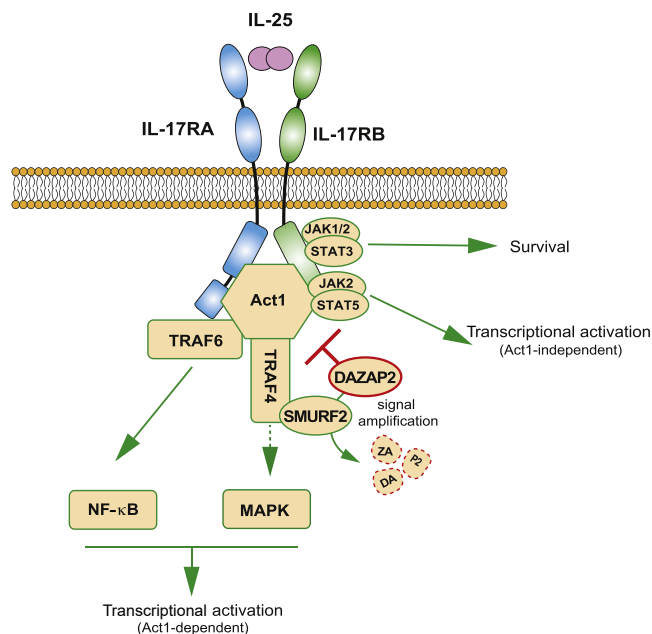 IL-25
IL-17RA
IL-17RB
JAK1/2
STAT3
Survival
JAK2
STAT5
Act1
Transcriptional activation
(Act1-independent)
TRAF6
TRAF4
DAZAP2
SMURF2
signal
amplification
ZA
P2
DA
NF-κB
MAPK
Transcriptional activation
(Act1-dependent)